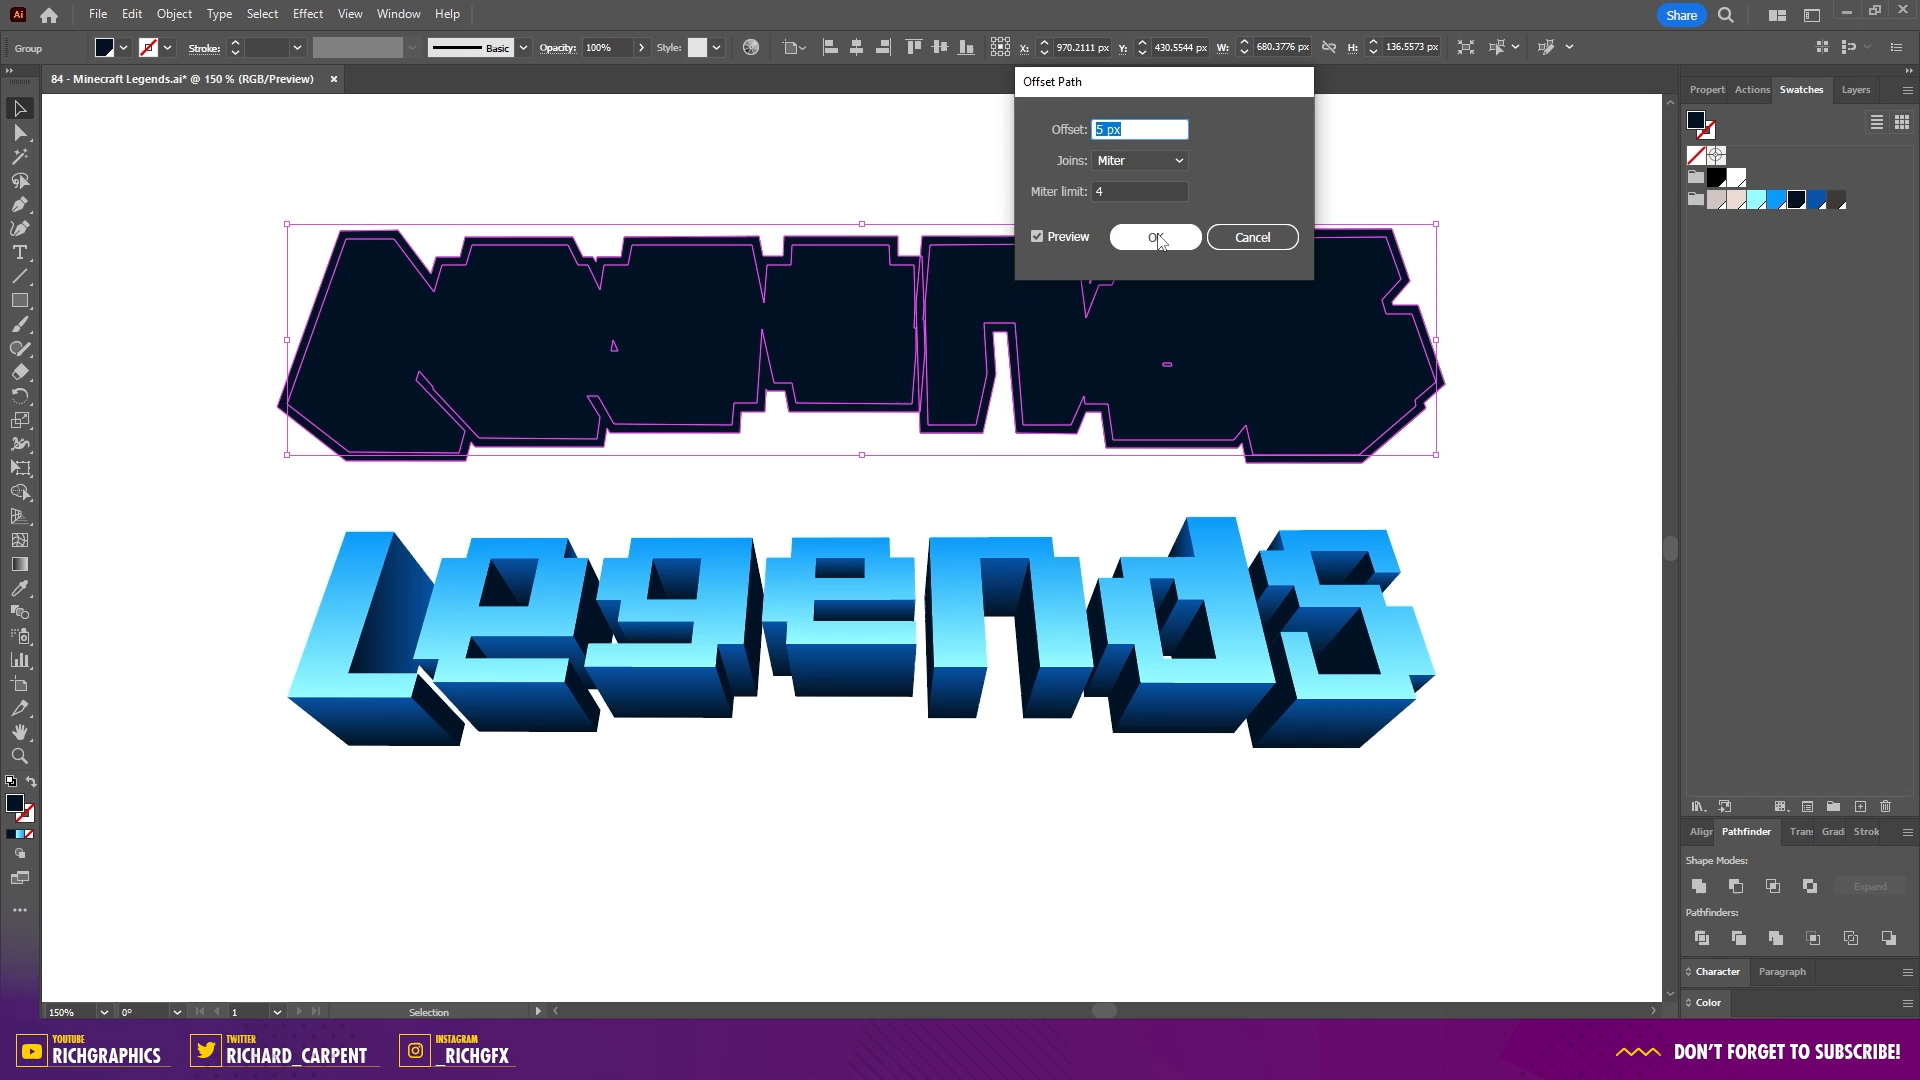 Ai File Edit Object Type Select Effect View Window Help Share
Group Stroke: Basic Opacity: 100% Style: X: 970.2111 px Y: 430.5544 px W: 680.3776 px H: 136.5573 px
84 - Minecraft Legends.ai* @ 150 % (RGB/Preview) ×
Offset Path
Offset: 5 px
Joins: Miter
Miter limit: 4
Preview OK Cancel
Legends
Propert Actions Swatches Layers
Align Pathfinder Trans Grad Strok
Shape Modes:
Expand
Pathfinders:
Character Paragraph
Color
150% 0° 1 Selection
YOUTUBE
RICHGRAPHICS
TWITTER
RICHARD_CARPENT
INSTAGRAM
_RICHGFX
DON'T FORGET TO SUBSCRIBE!